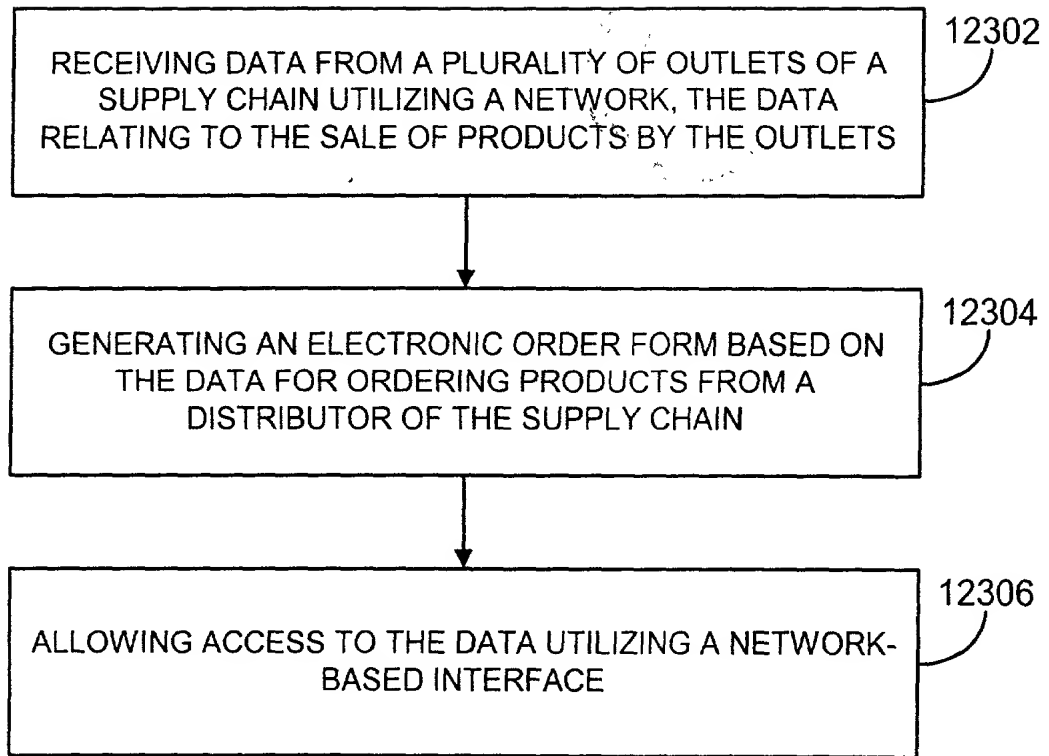 12302
RECEIVING DATA FROM A PLURALITY OF OUTLETS OF A
SUPPLY CHAIN UTILIZING A NETWORK, THE DATA
RELATING TO THE SALE OF PRODUCTS BY THE OUTLETS
12304
GENERATING AN ELECTRONIC ORDER FORM BASED ON
THE DATA FOR ORDERING PRODUCTS FROM A
DISTRIBUTOR OF THE SUPPLY CHAIN
12306
ALLOWING ACCESS TO THE DATA UTILIZING A NETWORK-
BASED INTERFACE